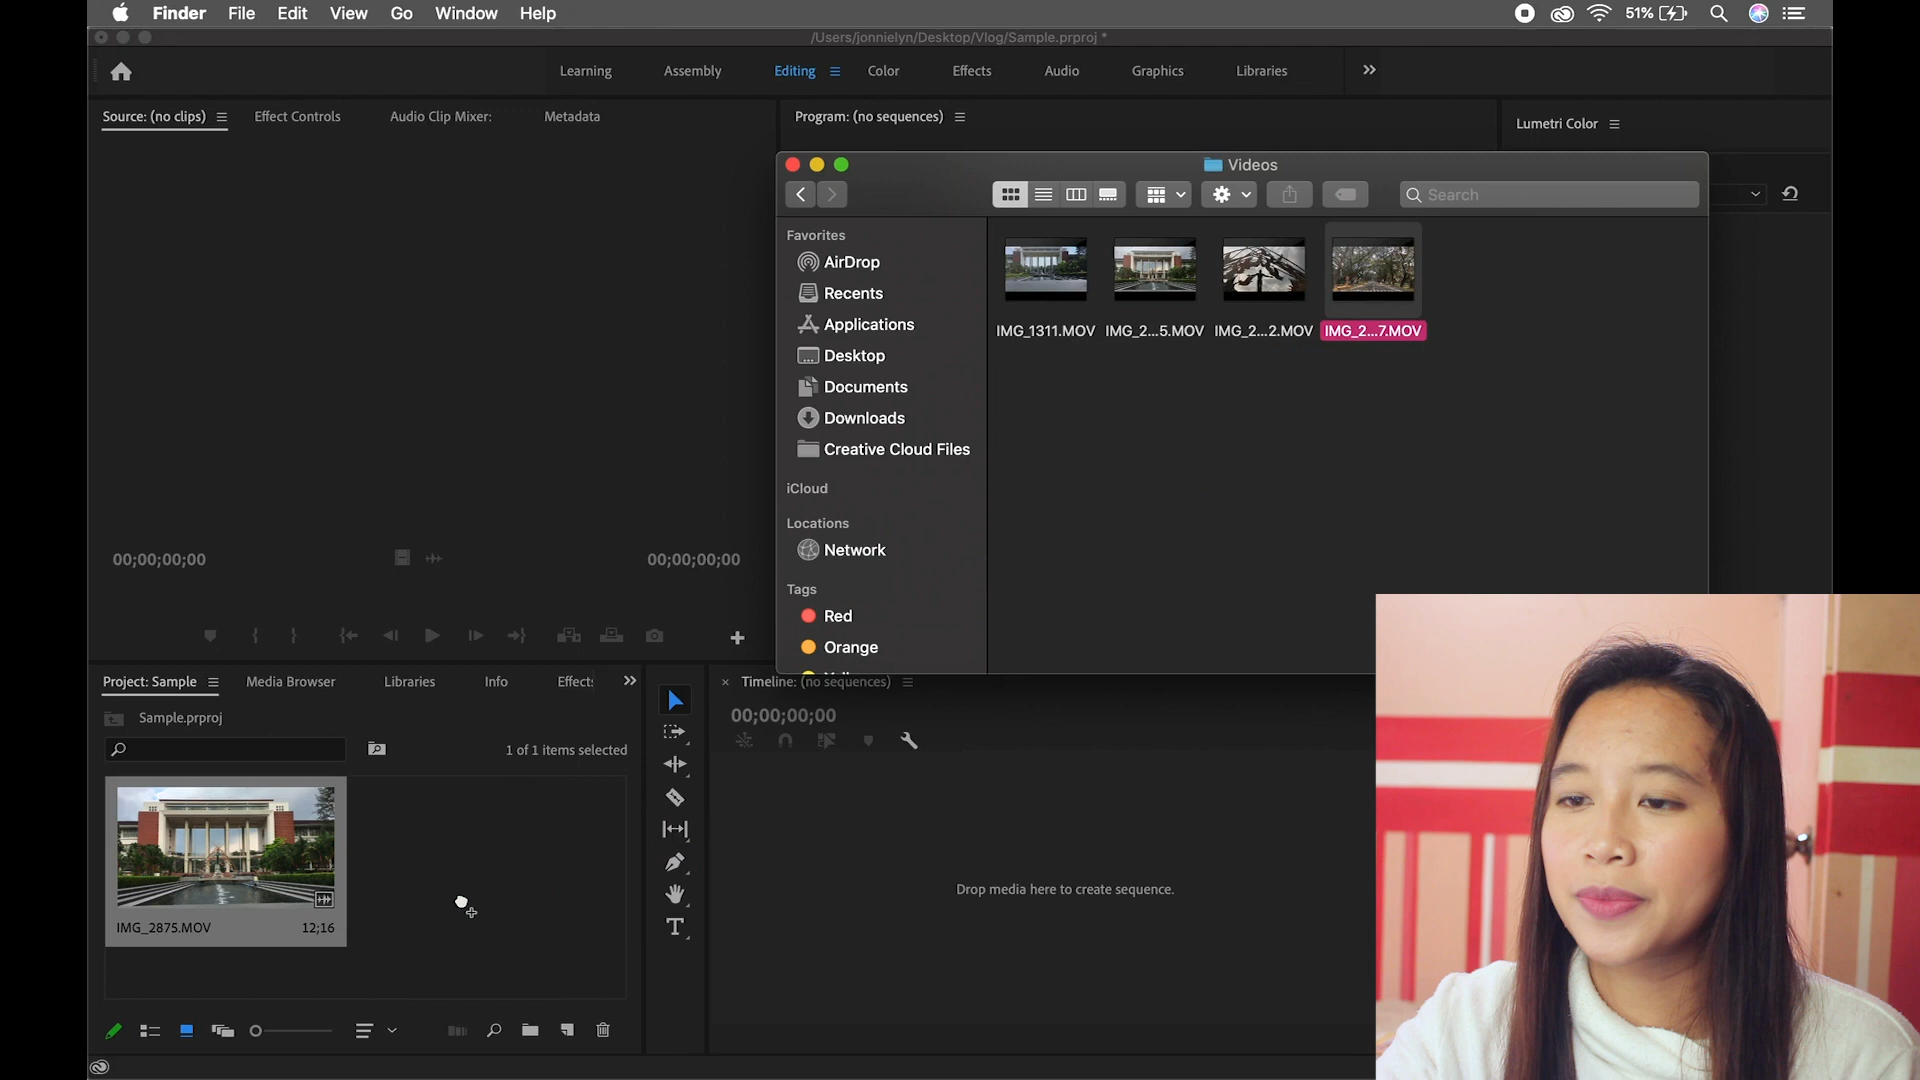 Finder File Edit View Go Window Help 51%
/Users/jonnielyn/Desktop/Vlog/Sample.prproj *
Learning Assembly Editing Color Effects Audio Graphics Libraries
Source: (no clips) Effect Controls Audio Clip Mixer: Metadata
Program: (no sequences)
Lumetri Color
Videos
Search
Favorites
AirDrop
Recents
Applications
Desktop
Documents
Downloads
Creative Cloud Files
iCloud
Locations
Network
Tags
Red
Orange
IMG_1311.MOV IMG_2...5.MOV IMG_2...2.MOV IMG_2...7.MOV
00;00;00;00 00;00;00;00
Project: Sample Media Browser Libraries Info Effects
Sample.prproj
1 of 1 items selected
IMG_2875.MOV 12;16
Timeline: (no sequences)
00;00;00;00
Drop media here to create sequence.